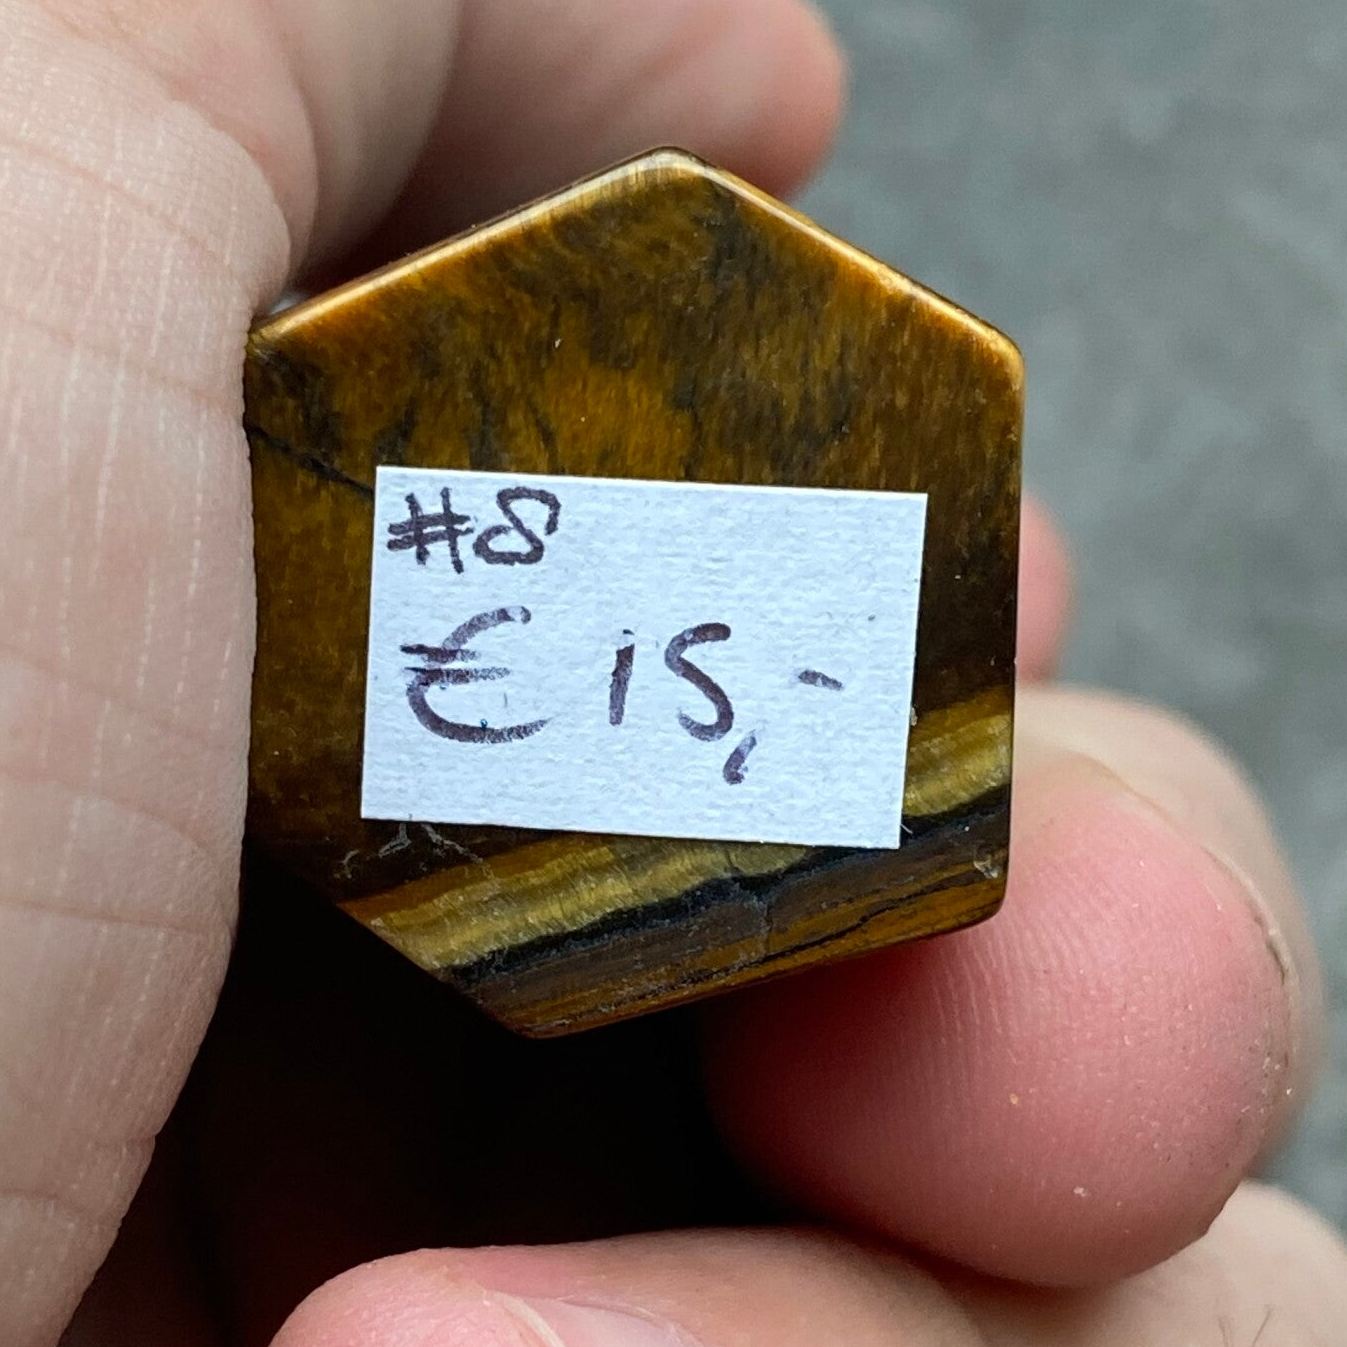 #8
€ 15,-